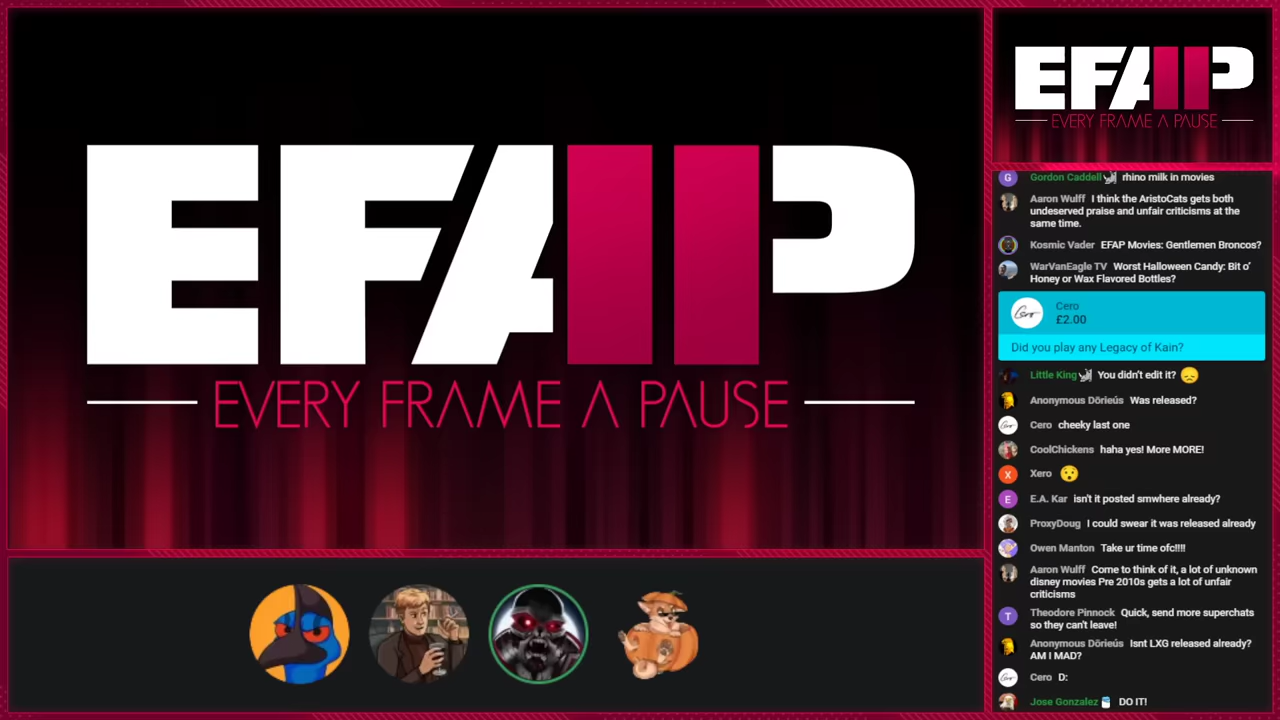 EFAP
EVERY FRAME A PAUSE
EFAP
EVERY FRAME A PAUSE
G
Gordon Caddell rhino milk in movies
Aaron Wulff I think the AristoCats gets both
undeserved praise and unfair criticisms at the
same time.
Kosmic Vader EFAP Movies: Gentlemen Broncos?
WarVanEagle TV Worst Halloween Candy: Bit o'
Honey or Wax Flavored Bottles?
Cero
Cero
£2.00
Did you play any Legacy of Kain?
Little King You didn't edit it?
Anonymous Dōrieús Was released?
Cero cheeky last one
CoolChickens haha yes! More MORE!
X
Xero
E
E.A. Kar isn't it posted smwhere already?
ProxyDoug I could swear it was released already
Owen Manton Take ur time ofc!!!!
Aaron Wulff Come to think of it, a lot of unknown
disney movies Pre 2010s gets a lot of unfair
criticisms
T
Theodore Pinnock Quick, send more superchats
so they can't leave!
Anonymous Dōrieús Isnt LXG released already?
AM I MAD?
Cero D:
Jose Gonzalez DO IT!